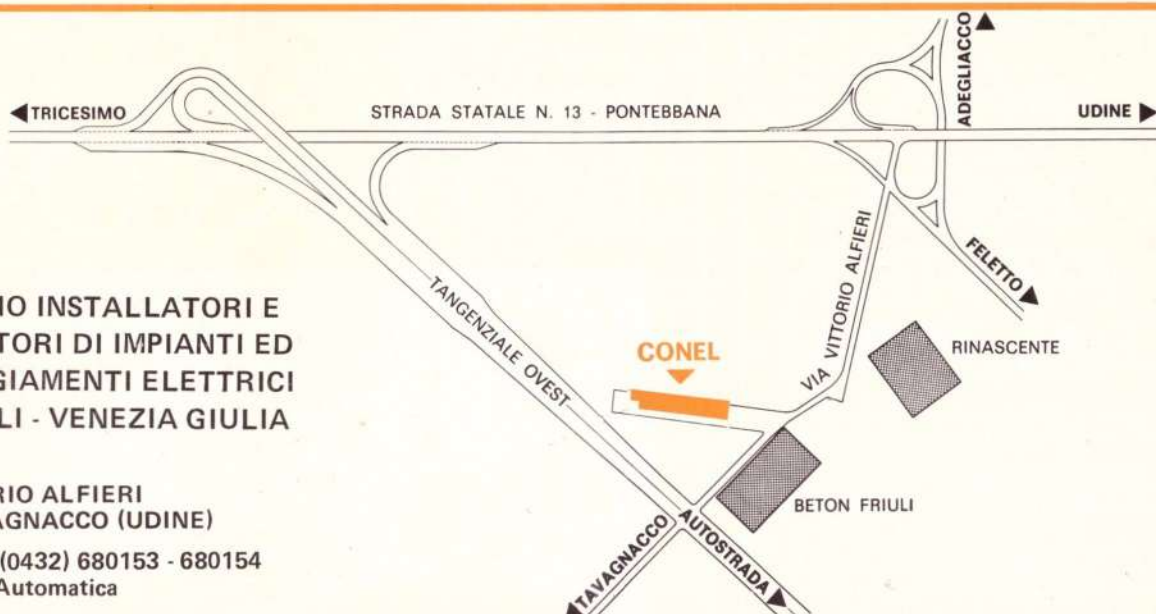 ADEGLIACCO ▲
◀ TRICESIMO
STRADA STATALE N. 13 - PONTEBBANA
UDINE ▶
FELETTO ▶
VIA VITTORIO ALFIERI
TANGENZIALE OVEST
CONEL
RINASCENTE
BETON FRIULI
◀ TAVAGNACCO
AUTOSTRADA ▶
IO INSTALLATORI E
TORI DI IMPIANTI ED
GIAMENTI ELETTRICI
LI - VENEZIA GIULIA
RIO ALFIERI
AGNACCO (UDINE)
(0432) 680153 - 680154
Automatica